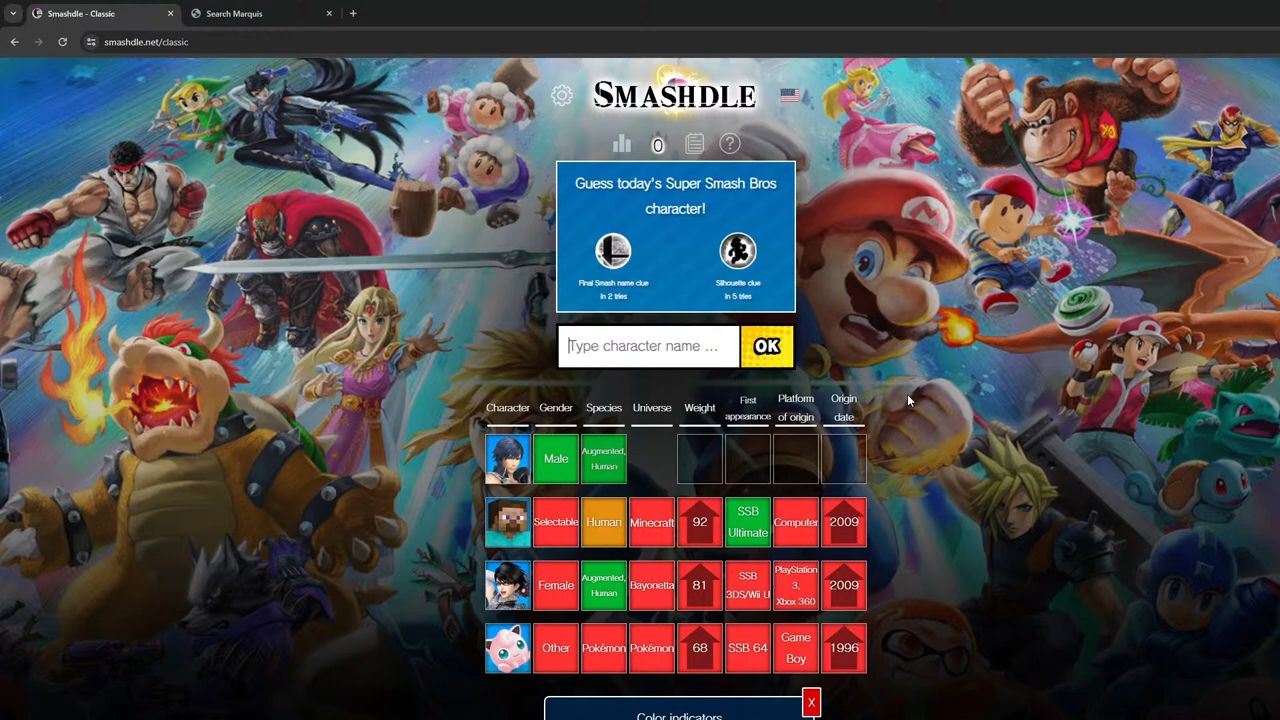 Smashdle - Classic
Search Marquis
smashdle.net/classic
SMASHDLE
0
Guess today's Super Smash Bros
character!
Final Smash name clue
in 2 tries
Silhouette clue
in 5 tries
Type character name ...
OK
Character Gender Species Universe Weight First appearance Platform of origin Origin date
Male Augmented, Human
Selectable Human Minecraft 92 SSB Ultimate Computer 2009
Female Augmented, Human Bayonetta 81 SSB 3DS/Wii U PlayStation 3, Xbox 360 2009
Other Pokémon Pokémon 68 SSB 64 Game Boy 1996
X
Color indicators